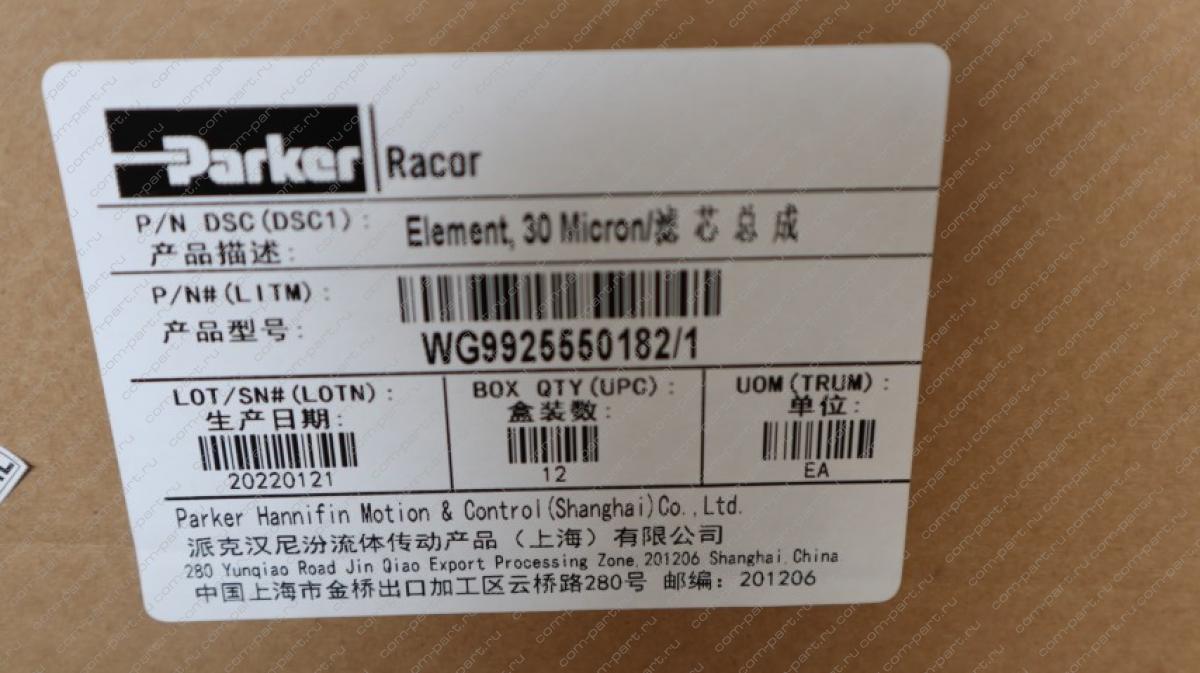 Parker
Racor
P/N DSC(DSC1):
产品描述:
Element, 30 Micron/滤芯总成
P/N#(LITM):
产品型号:
WG9925550182/1
LOT/SN#(LOTN):
生产日期:
20220121
BOX QTY(UPC):
盒装数:
12
UOM(TRUM):
单位:
EA
Parker Hannifin Motion & Control(Shanghai)Co.,Ltd.
派克汉尼汾流体传动产品（上海）有限公司
280 Yunqiao Road Jin Qiao Export Processing Zone,201206 Shanghai,China
中国上海市金桥出口加工区云桥路280号 邮编: 201206
com-part.ru